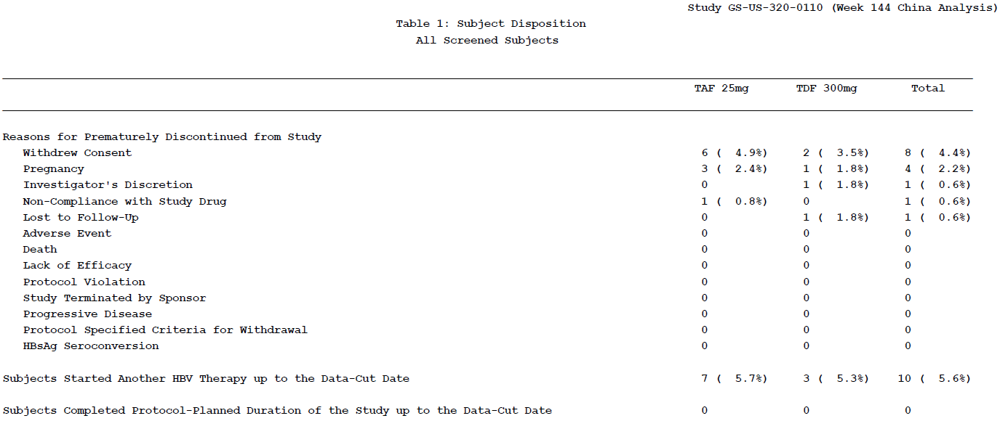 Study GS-US-320-0110 (Week 144 China Analysis)
Table 1: Subject Disposition
All Screened Subjects
TAF 25mg TDF 300mg Total
Reasons for Prematurely Discontinued from Study
Withdrew Consent 6 ( 4.9%) 2 ( 3.5%) 8 ( 4.4%)
Pregnancy 3 ( 2.4%) 1 ( 1.8%) 4 ( 2.2%)
Investigator's Discretion 0 1 ( 1.8%) 1 ( 0.6%)
Non-Compliance with Study Drug 1 ( 0.8%) 0 1 ( 0.6%)
Lost to Follow-Up 0 1 ( 1.8%) 1 ( 0.6%)
Adverse Event 0 0 0
Death 0 0 0
Lack of Efficacy 0 0 0
Protocol Violation 0 0 0
Study Terminated by Sponsor 0 0 0
Progressive Disease 0 0 0
Protocol Specified Criteria for Withdrawal 0 0 0
HBsAg Seroconversion 0 0 0
Subjects Started Another HBV Therapy up to the Data-Cut Date 7 ( 5.7%) 3 ( 5.3%) 10 ( 5.6%)
Subjects Completed Protocol-Planned Duration of the Study up to the Data-Cut Date 0 0 0